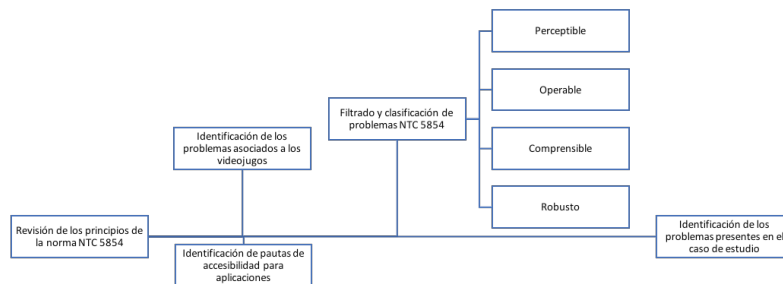 Perceptible
Operable
Filtrado y clasificación de
problemas NTC 5854
Identificación de los
problemas asociados a los
videojugos
Comprensible
Robusto
Revisión de los principios de
la norma NTC 5854
Identificación de pautas de
accesibilidad para
aplicaciones
Identificación de los
problemas presentes en el
caso de estudio